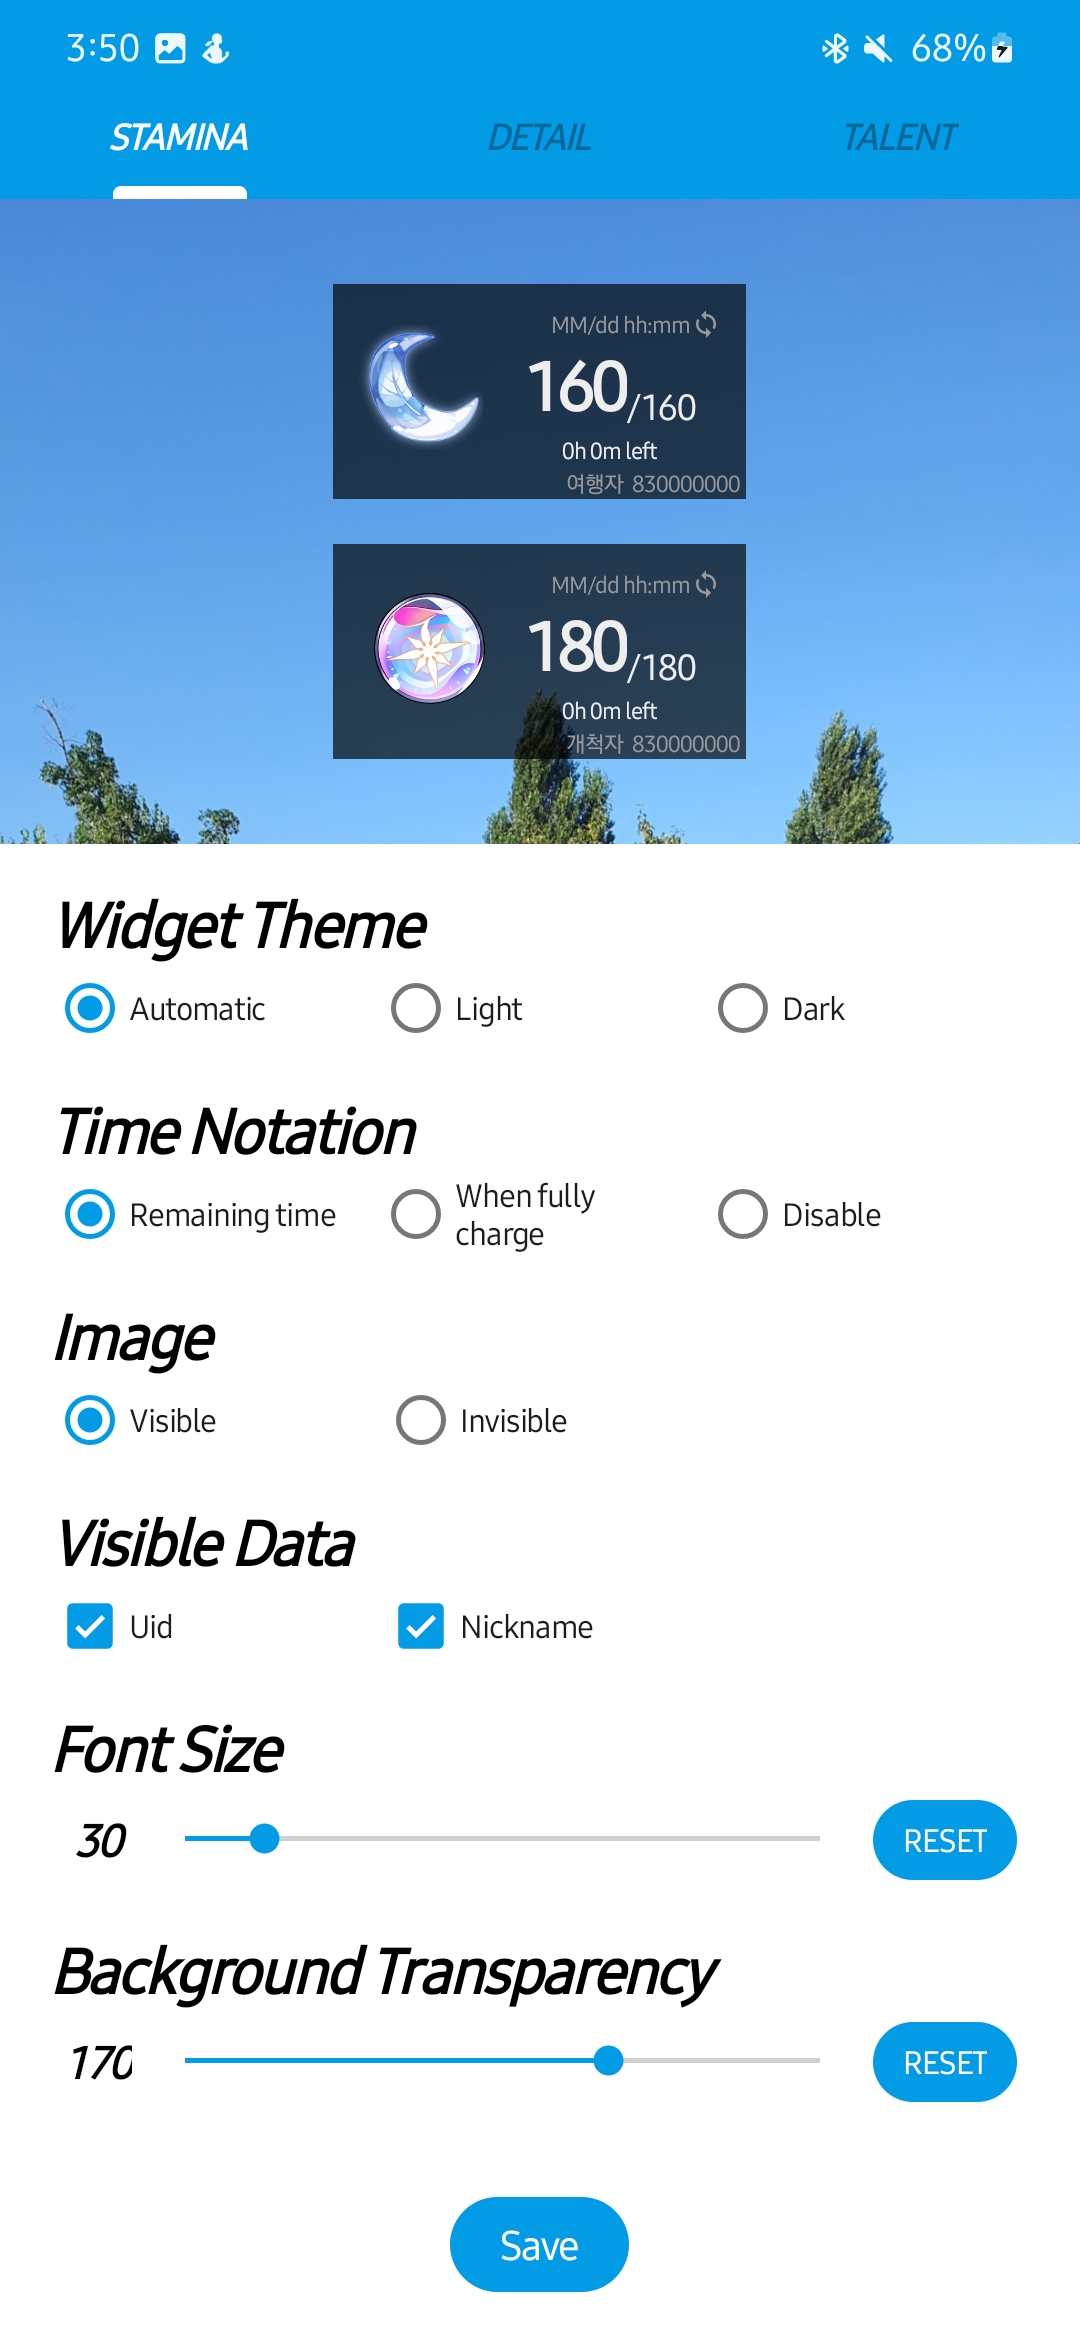 3:50 68%
STAMINA DETAIL TALENT
MM/dd hh:mm
160/160
0h 0m left
여행자 830000000
MM/dd hh:mm
180/180
0h 0m left
개척자 830000000
Widget Theme
Automatic Light Dark
Time Notation
Remaining time When fully charge Disable
Image
Visible Invisible
Visible Data
Uid Nickname
Font Size
30 RESET
Background Transparency
170 RESET
Save